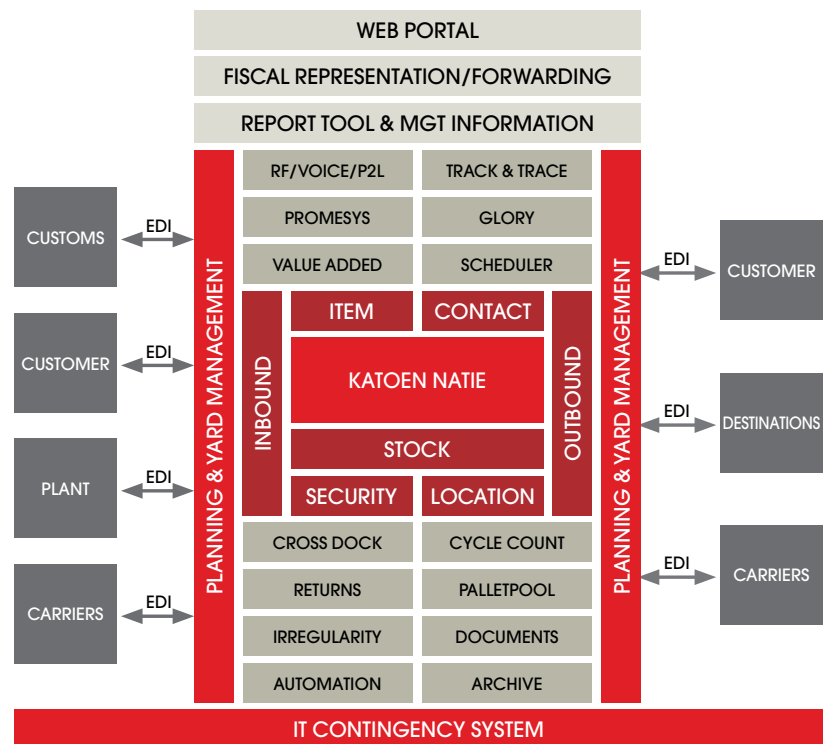 WEB PORTAL
FISCAL REPRESENTATION/FORWARDING
REPORT TOOL & MGT INFORMATION
CUSTOMS
EDI
CUSTOMER
EDI
PLANT
EDI
CARRIERS
EDI
PLANNING & YARD MANAGEMENT
RF/VOICE/P2L
TRACK & TRACE
PROMESYS
GLORY
VALUE ADDED
SCHEDULER
INBOUND
ITEM
CONTACT
KATOEN NATIE
STOCK
SECURITY
LOCATION
OUTBOUND
CROSS DOCK
CYCLE COUNT
RETURNS
PALLETPOOL
IRREGULARITY
DOCUMENTS
AUTOMATION
ARCHIVE
PLANNING & YARD MANAGEMENT
EDI
CUSTOMER
EDI
DESTINATIONS
EDI
CARRIERS
IT CONTINGENCY SYSTEM